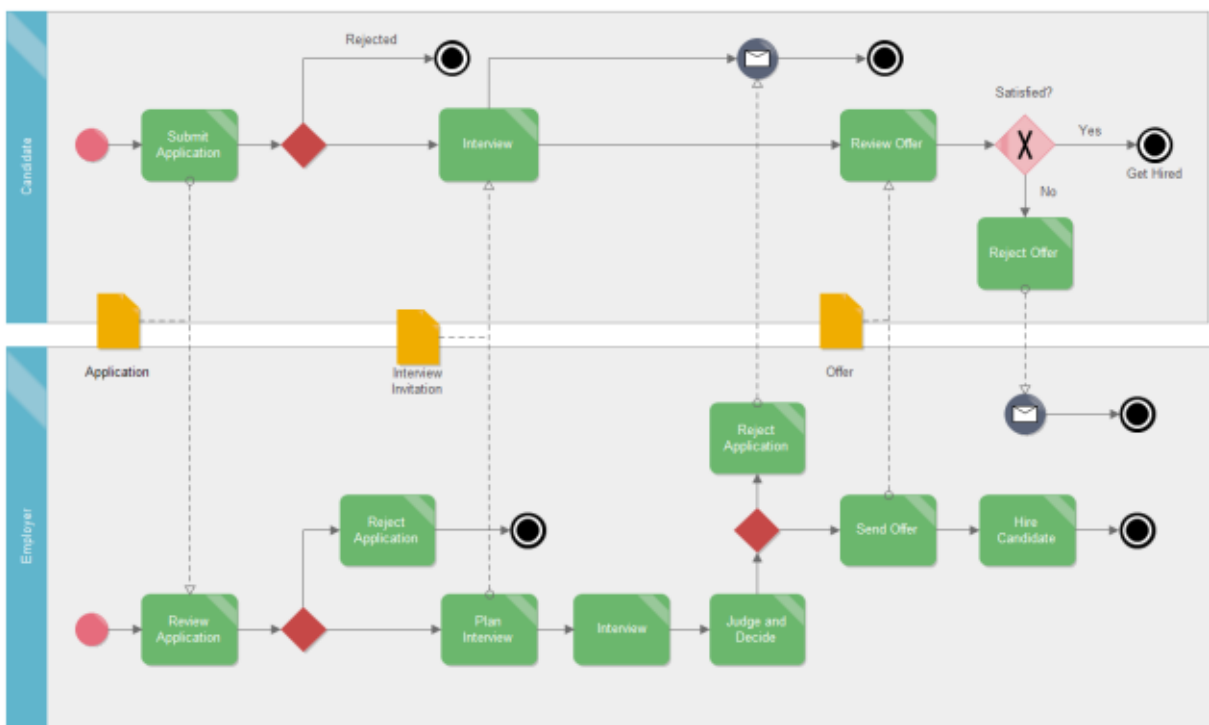 Candidate
Rejected
Submit
Application
Interview
Review Offer
Satisfied?
X
Yes
Get Hired
No
Reject Offer
Application
Interview
Invitation
Offer
Employer
Reject
Application
Reject
Application
Send Offer
Hire
Candidate
Review
Application
Plan
Interview
Interview
Judge and
Decide